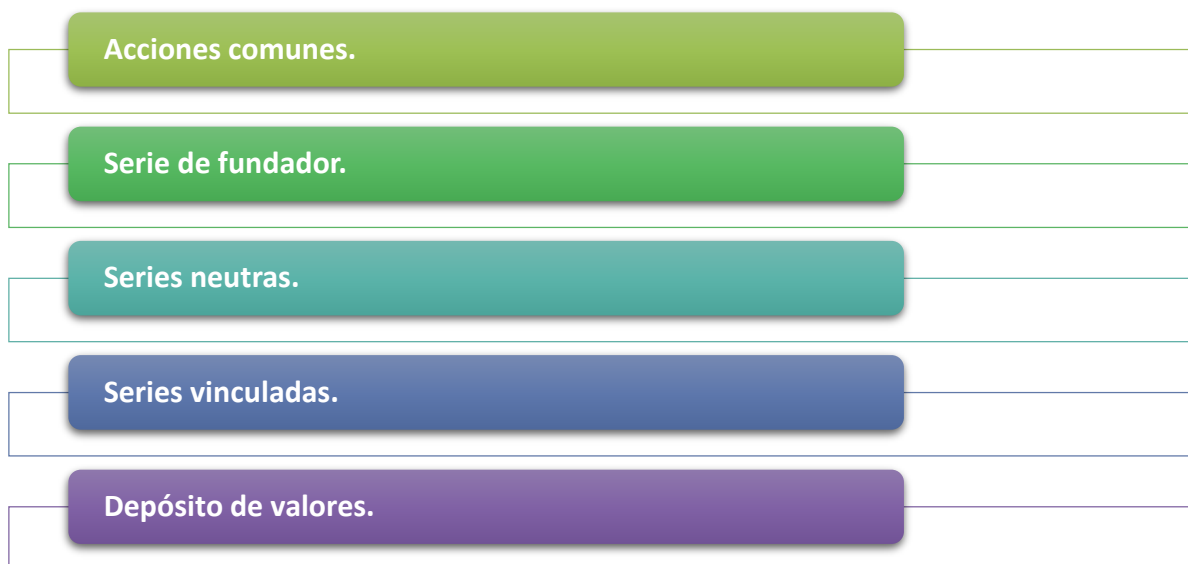 Acciones comunes.
Serie de fundador.
Series neutras.
Series vinculadas.
Depósito de valores.